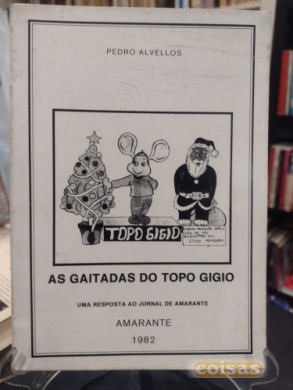 PEDRO ALVELLOS
TOPO GIGIO
AS GAITADAS DO TOPO GIGIO
UMA RESPOSTA AO JORNAL DE AMARANTE
AMARANTE
1982
coisas